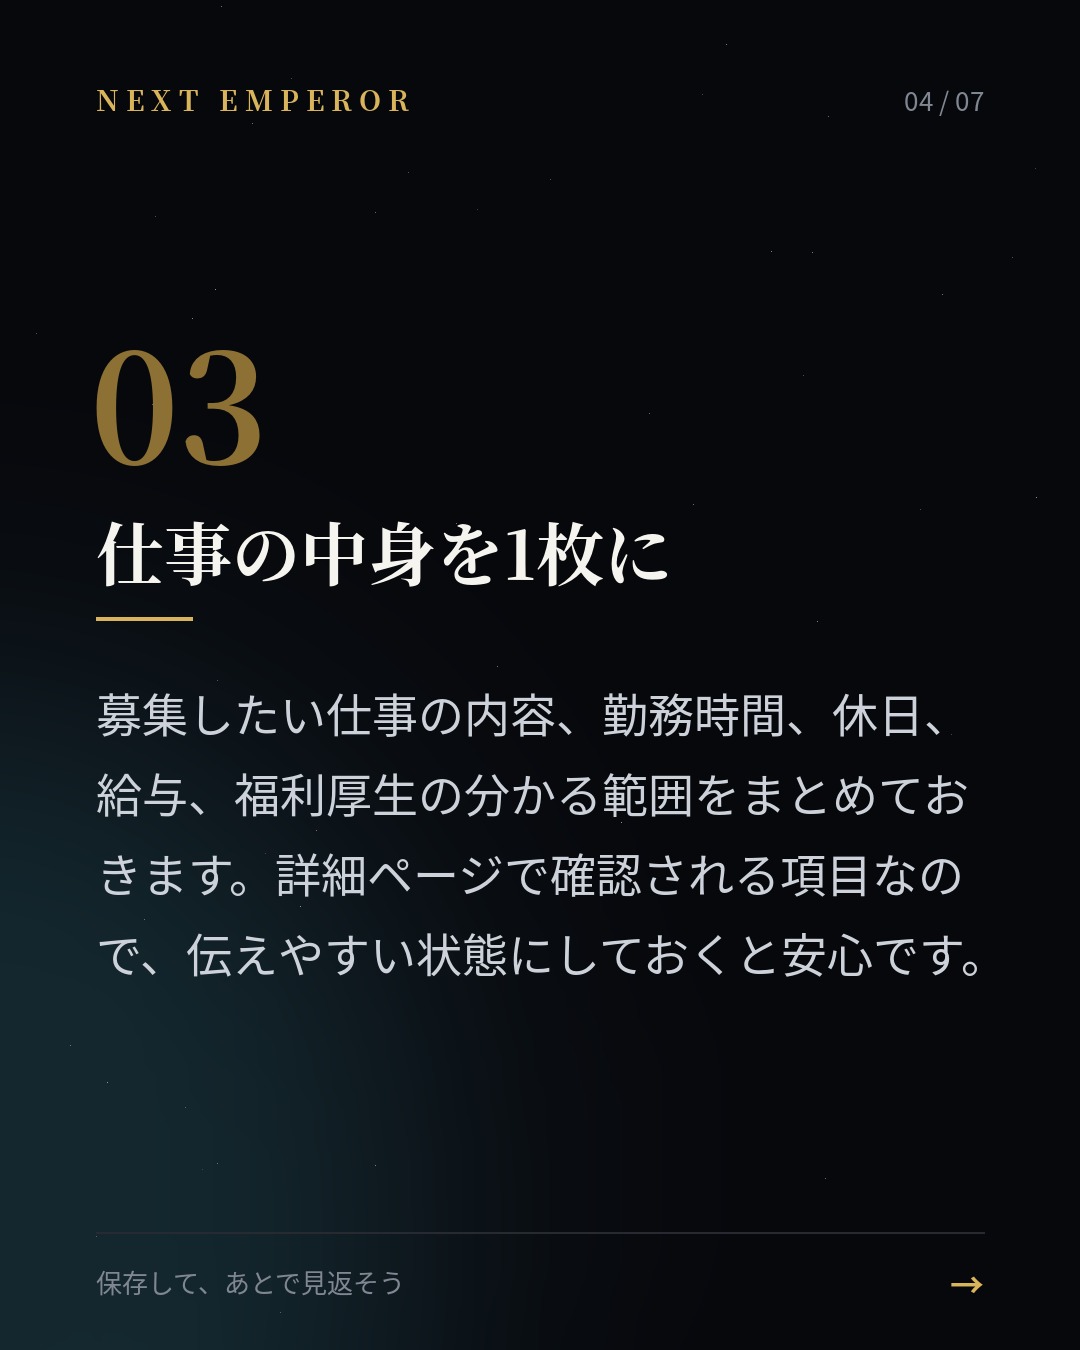 NEXT EMPEROR
04 / 07
03
仕事の中身を1枚に
募集したい仕事の内容、勤務時間、休日、
給与、福利厚生の分かる範囲をまとめてお
きます。詳細ページで確認される項目なの
で、伝えやすい状態にしておくと安心です。
保存して、あとで見返そう
→